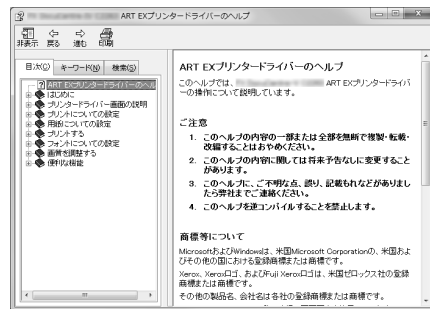 ART EXプリンタードライバーのヘルプ
非表示 戻る 進む 印刷
目次(C) キーワード(N) 検索(S)
ART EXプリンタードライバーのヘル
はじめに
プリンタードライバー画面の説明
プリントについての設定
用紙についての設定
プリントする
フォントについての設定
画質を調整する
便利な機能
ART EXプリンタードライバーのヘルプ
このヘルプでは、 ART EXプリンタードライバ
ーの操作について説明しています。
ご注意
1. このヘルプの内容の一部または全部を無断で複製・転載・
改編することはおやめください。
2. このヘルプの内容に関しては将来予告なしに変更すること
があります。
3. このヘルプに、ご不明な点、誤り、記載もれなどがありまし
たら弊社までご連絡ください。
4. このヘルプを逆コンパイルすることを禁止します。
商標等について
MicrosoftおよびWindowsは、米国Microsoft Corporationの、米国およ
びその他の国における登録商標または商標です。
Xerox、Xeroxロゴ、およびFuji Xeroxロゴは、米国ゼロックス社の登録
商標または商標です。
その他の製品名、会社名は各社の登録商標または商標です。